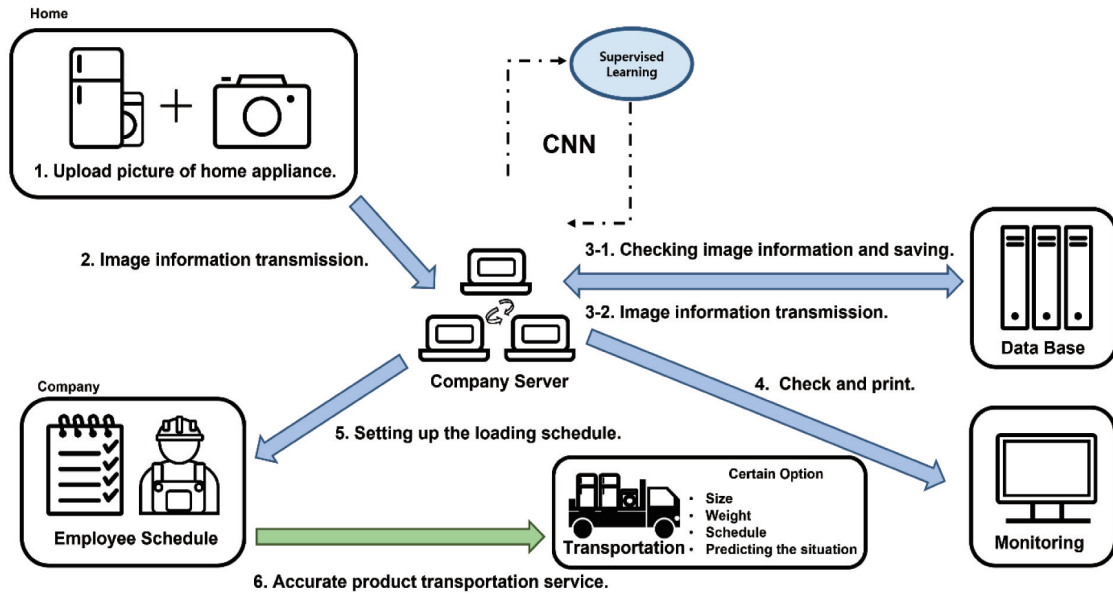 Home
1. Upload picture of home appliance.
Supervised
Learning
CNN
2. Image information transmission.
3-1. Checking image information and saving.
3-2. Image information transmission.
Data Base
Company Server
4. Check and print.
Company
5. Setting up the loading schedule.
Employee Schedule
Certain Option
• Size
• Weight
• Schedule
• Predicting the situation
Transportation
Monitoring
6. Accurate product transportation service.